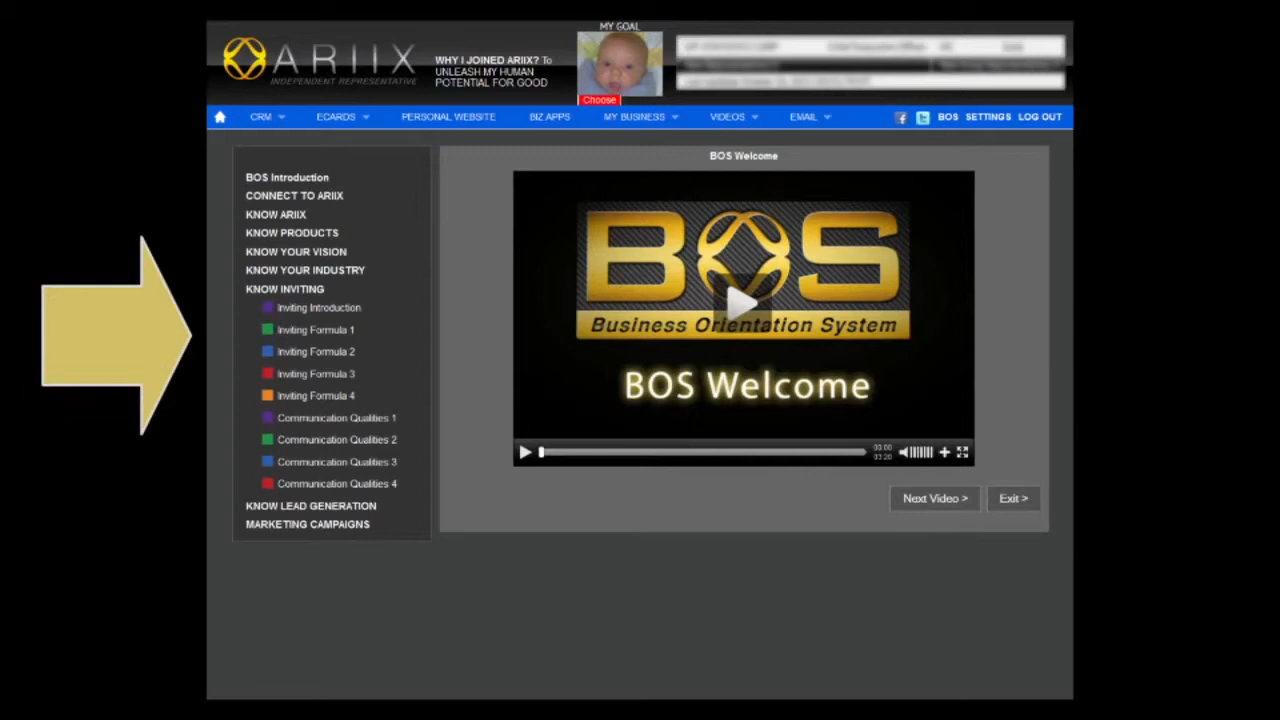 MY GOAL
ARIIX
INDEPENDENT REPRESENTATIVE
WHY I JOINED ARIIX? To
UNLEASH MY HUMAN
POTENTIAL FOR GOOD
Choose
CRM ECARDS PERSONAL WEBSITE BIZ APPS MY BUSINESS VIDEOS EMAIL BOS SETTINGS LOG OUT
BOS Introduction
CONNECT TO ARIIX
KNOW ARIIX
KNOW PRODUCTS
KNOW YOUR VISION
KNOW YOUR INDUSTRY
KNOW INVITING
Inviting Introduction
Inviting Formula 1
Inviting Formula 2
Inviting Formula 3
Inviting Formula 4
Communication Qualities 1
Communication Qualities 2
Communication Qualities 3
Communication Qualities 4
KNOW LEAD GENERATION
MARKETING CAMPAIGNS
BOS Welcome
BOS
Business Orientation System
BOS Welcome
00:00
03:20
Next Video > Exit >